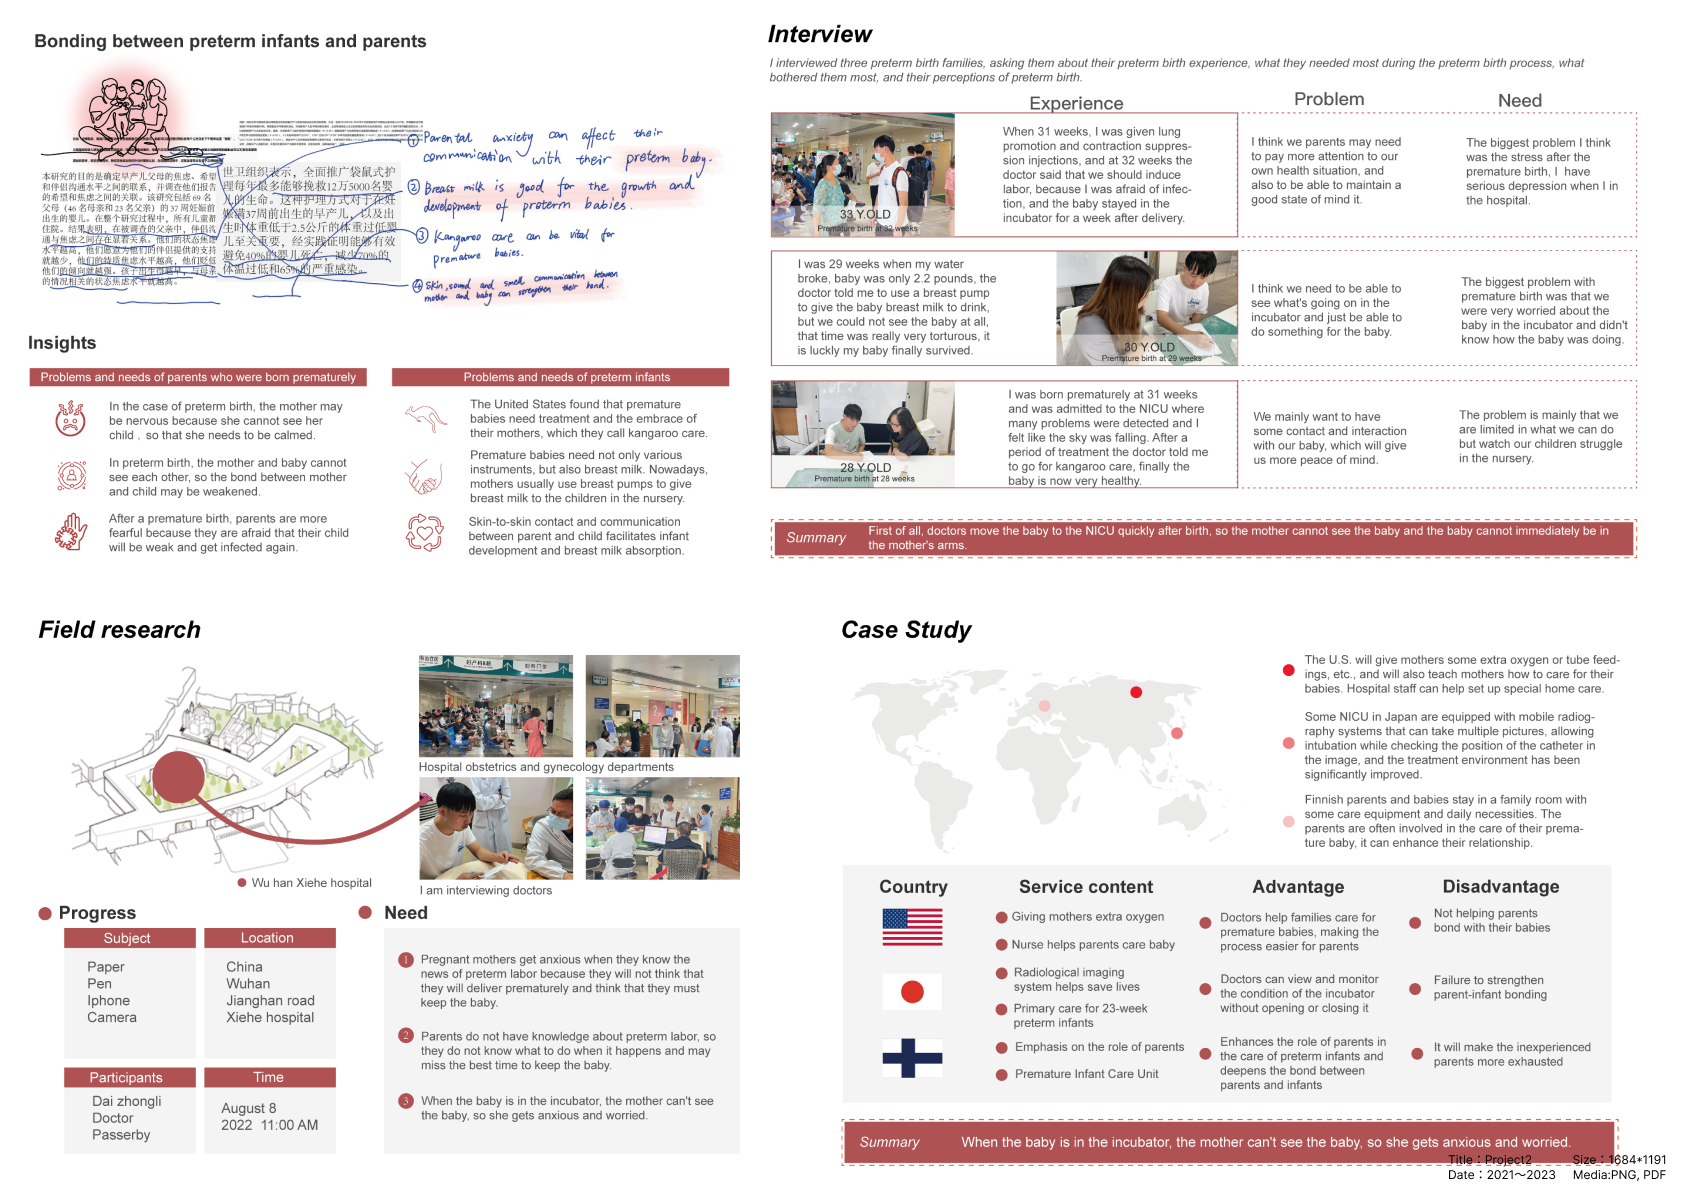 Bonding between preterm infants and parents
本研究的目的是确定早产儿父母的焦虑。希望
和伴侣沟通水平之间的联系，并调查他们报告
的希望和焦虑之间的关联。该研究包括 69 名
父母（46 名母亲和 23 名父亲）的 37 周妊娠前
出生的婴儿。在整个研究过程中，所有儿童都
住院。结果表明，在被调查的父亲中，伴侣沟
通与焦虑之间存在显着关系。他们的状态焦虑
水平越高，他们愿意为他们的伴侣提供的支持
就越少，他们的特质焦虑水平越高，他们贬低
他们的倾向就越强。孩子出生得越早，与母亲
的情况相关的状态焦虑水平就越高。
世卫组织表示，全面推广袋鼠式护
理每年最多能够挽救12万5000名婴
儿的生命。这种护理方式对于在妊
娠满37周前出生的早产儿，以及出
生时体重低于2.5公斤的体重过低婴
儿至关重要，经实践证明能够有效
避免40%的婴儿死亡，减少70%的
体温过低和65%的严重感染。
① Parental anxiety can affect their
communication with their preterm baby.
② Breast milk is good for the growth and
development of preterm babies.
③ Kangaroo care can be vital for
premature babies.
④ Skin, sound and smell communication between
mother and baby can strengthen their bond.
Insights
Problems and needs of parents who were born prematurely
In the case of preterm birth, the mother may
be nervous because she cannot see her
child . so that she needs to be calmed.
In preterm birth, the mother and baby cannot
see each other, so the bond between mother
and child may be weakened.
After a premature birth, parents are more
fearful because they are afraid that their child
will be weak and get infected again.
Problems and needs of preterm infants
The United States found that premature
babies need treatment and the embrace of
their mothers, which they call kangaroo care.
Premature babies need not only various
instruments, but also breast milk. Nowadays,
mothers usually use breast pumps to give
breast milk to the children in the nursery.
Skin-to-skin contact and communication
between parent and child facilitates infant
development and breast milk absorption.
Interview
I interviewed three preterm birth families, asking them about their preterm birth experience, what they needed most during the preterm birth process, what
bothered them most, and their perceptions of preterm birth.
Experience
Problem
Need
33 Y.OLD
Premature birth at 32 weeks
When 31 weeks, I was given lung
promotion and contraction suppres-
sion injections, and at 32 weeks the
doctor said that we should induce
labor, because I was afraid of infec-
tion, and the baby stayed in the
incubator for a week after delivery.
I think we parents may need
to pay more attention to our
own health situation, and
also to be able to maintain a
good state of mind it.
The biggest problem I think
was the stress after the
premature birth, I  have
serious depression when I in
the hospital.
I was 29 weeks when my water
broke, baby was only 2.2 pounds, the
doctor told me to use a breast pump
to give the baby breast milk to drink,
but we could not see the baby at all,
that time was really very torturous, it
is luckly my baby finally survived.
30 Y.OLD
Premature birth at 29 weeks
I think we need to be able to
see what's going on in the
incubator and just be able to
do something for the baby.
The biggest problem with
premature birth was that we
were very worried about the
baby in the incubator and didn't
know how the baby was doing.
28 Y.OLD
Premature birth at 28 weeks
I was born prematurely at 31 weeks
and was admitted to the NICU where
many problems were detected and I
felt like the sky was falling. After a
period of treatment the doctor told me
to go for kangaroo care, finally the
baby is now very healthy.
We mainly want to have
some contact and interaction
with our baby, which will give
us more peace of mind.
The problem is mainly that we
are limited in what we can do
but watch our children struggle
in the nursery.
Summary
First of all, doctors move the baby to the NICU quickly after birth, so the mother cannot see the baby and the baby cannot immediately be in
the mother's arms.
Field research
Wu han Xiehe hospital
Hospital obstetrics and gynecology departments
I am interviewing doctors
Progress
Subject
Paper
Pen
Iphone
Camera
Location
China
Wuhan
Jianghan road
Xiehe hospital
Participants
Dai zhongli
Doctor
Passerby
Time
August 8
2022  11:00 AM
Need
1 Pregnant mothers get anxious when they know the
news of preterm labor because they will not think that
they will deliver prematurely and think that they must
keep the baby.
2 Parents do not have knowledge about preterm labor, so
they do not know what to do when it happens and may
miss the best time to keep the baby.
3 When the baby is in the incubator, the mother can't see
the baby, so she gets anxious and worried.
Case Study
The U.S. will give mothers some extra oxygen or tube feed-
ings, etc., and will also teach mothers how to care for their
babies. Hospital staff can help set up special home care.
Some NICU in Japan are equipped with mobile radiog-
raphy systems that can take multiple pictures, allowing
intubation while checking the position of the catheter in
the image, and the treatment environment has been
significantly improved.
Finnish parents and babies stay in a family room with
some care equipment and daily necessities. The
parents are often involved in the care of their prema-
ture baby, it can enhance their relationship.
Country
Service content
Advantage
Disadvantage
Giving mothers extra oxygen
Nurse helps parents care baby
Doctors help families care for
premature babies, making the
process easier for parents
Not helping parents
bond with their babies
Radiological imaging
system helps save lives
Primary care for 23-week
preterm infants
Doctors can view and monitor
the condition of the incubator
without opening or closing it
Failure to strengthen
parent-infant bonding
Emphasis on the role of parents
Premature Infant Care Unit
Enhances the role of parents in
the care of preterm infants and
deepens the bond between
parents and infants
It will make the inexperienced
parents more exhausted
Summary
When the baby is in the incubator, the mother can't see the baby, so she gets anxious and worried.
Title：Project2
Size：1684*1191
Date：2021～2023
Media:PNG, PDF